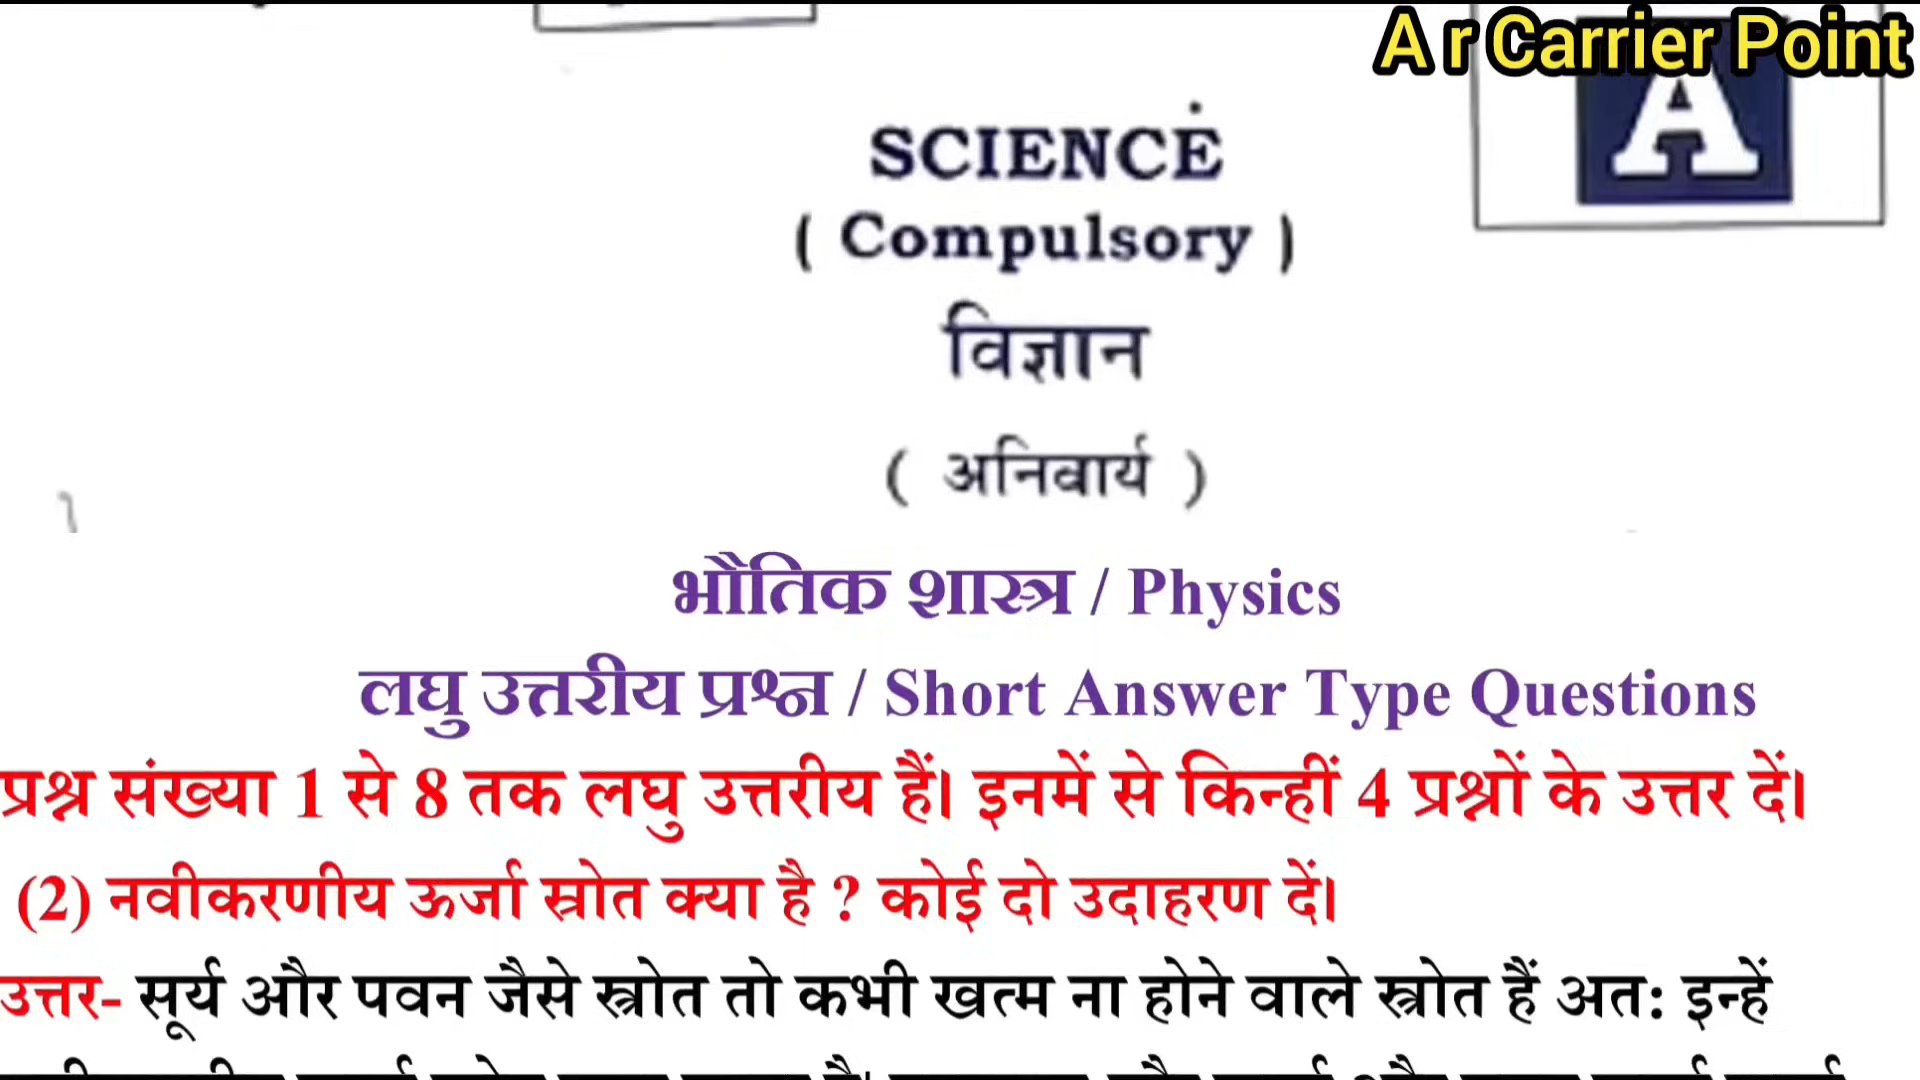 A r Carrier Point
A
SCIENCE
( Compulsory )
विज्ञान
( अनिवार्य )
भौतिक शास्त्र / Physics
लघु उत्तरीय प्रश्न / Short Answer Type Questions
प्रश्न संख्या 1 से 8 तक लघु उत्तरीय हैं। इनमें से किन्हीं 4 प्रश्नों के उत्तर दें।
(2) नवीकरणीय ऊर्जा स्रोत क्या है ? कोई दो उदाहरण दें।
उत्तर- सूर्य और पवन जैसे स्त्रोत तो कभी खत्म ना होने वाले स्त्रोत हैं अत: इन्हें